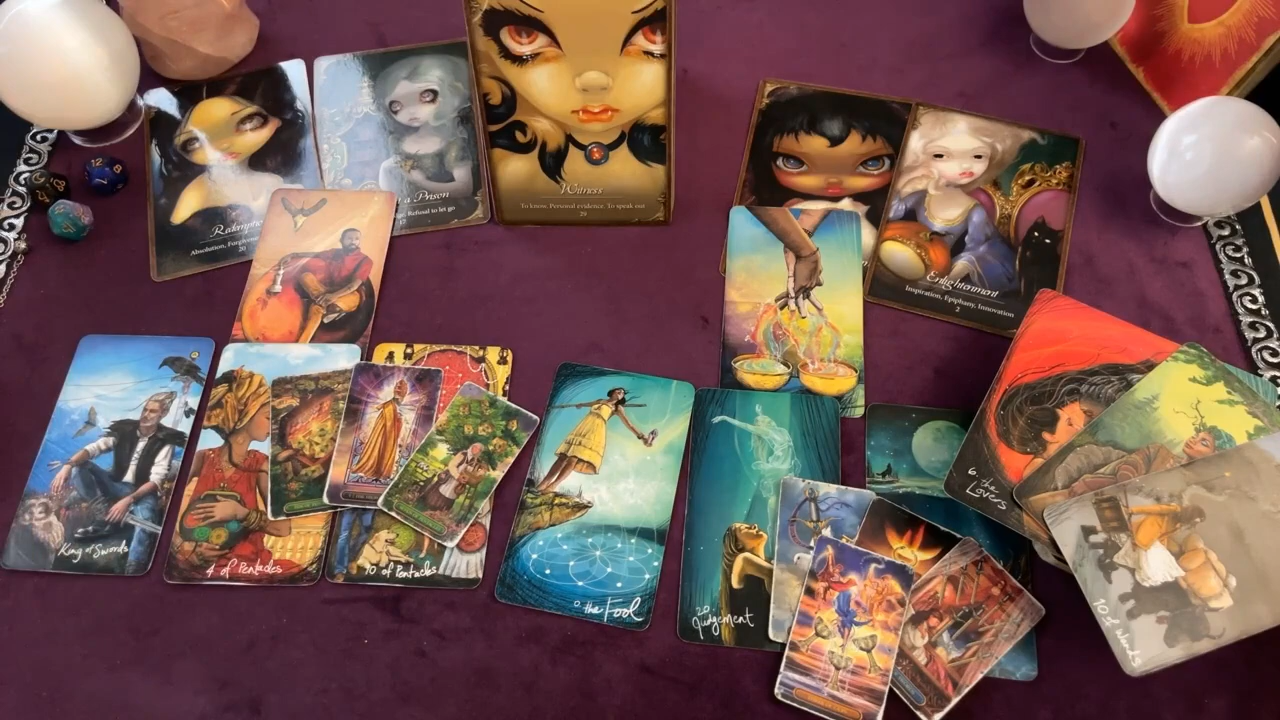 Absolution, Forgiven
20
a Prison
Refusal to let go
Witness
To know, Personal evidence, To speak out
29
Enlightenment
Inspiration, Epiphany, Innovation
2
King of Swords
4 of Pentacles
10 of Pentacles
0. the Fool
20.
Judgement
6. the
Lovers
10 of Wands
12